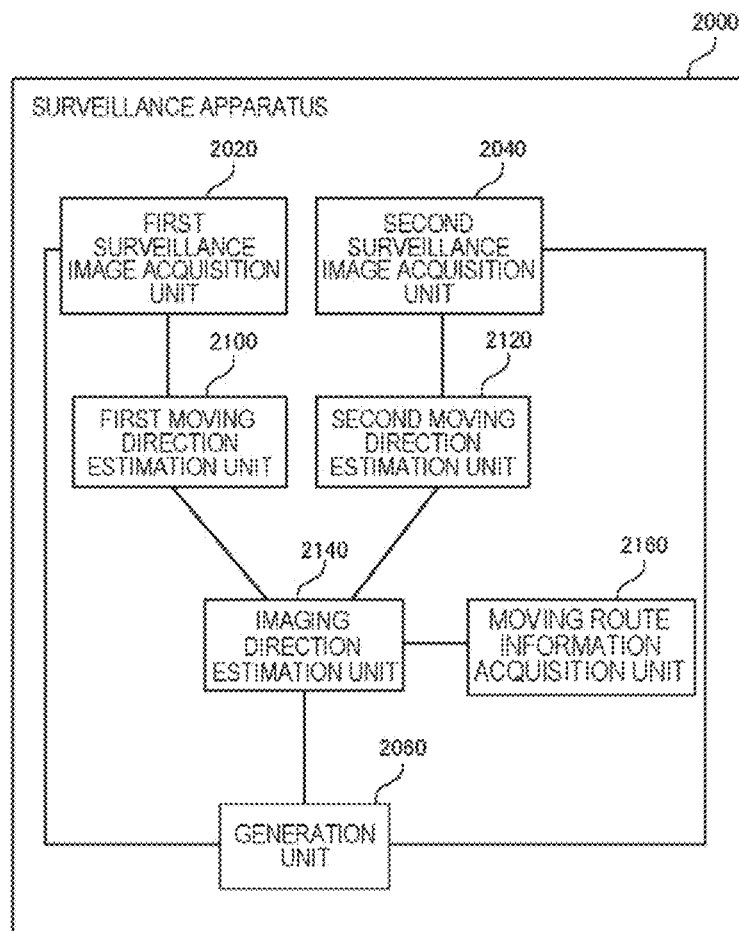 2000
SURVEILLANCE APPARATUS
2020
2040
FIRST
SURVEILLANCE
IMAGE ACQUISITION
UNIT
SECOND
SURVEILLANCE
IMAGE ACQUISITION
UNIT
2100
2120
FIRST MOVING
DIRECTION
ESTIMATION UNIT
SECOND MOVING
DIRECTION
ESTIMATION UNIT
2140
2160
IMAGING
DIRECTION
ESTIMATION UNIT
MOVING ROUTE
INFORMATION
ACQUISITION UNIT
2060
GENERATION
UNIT